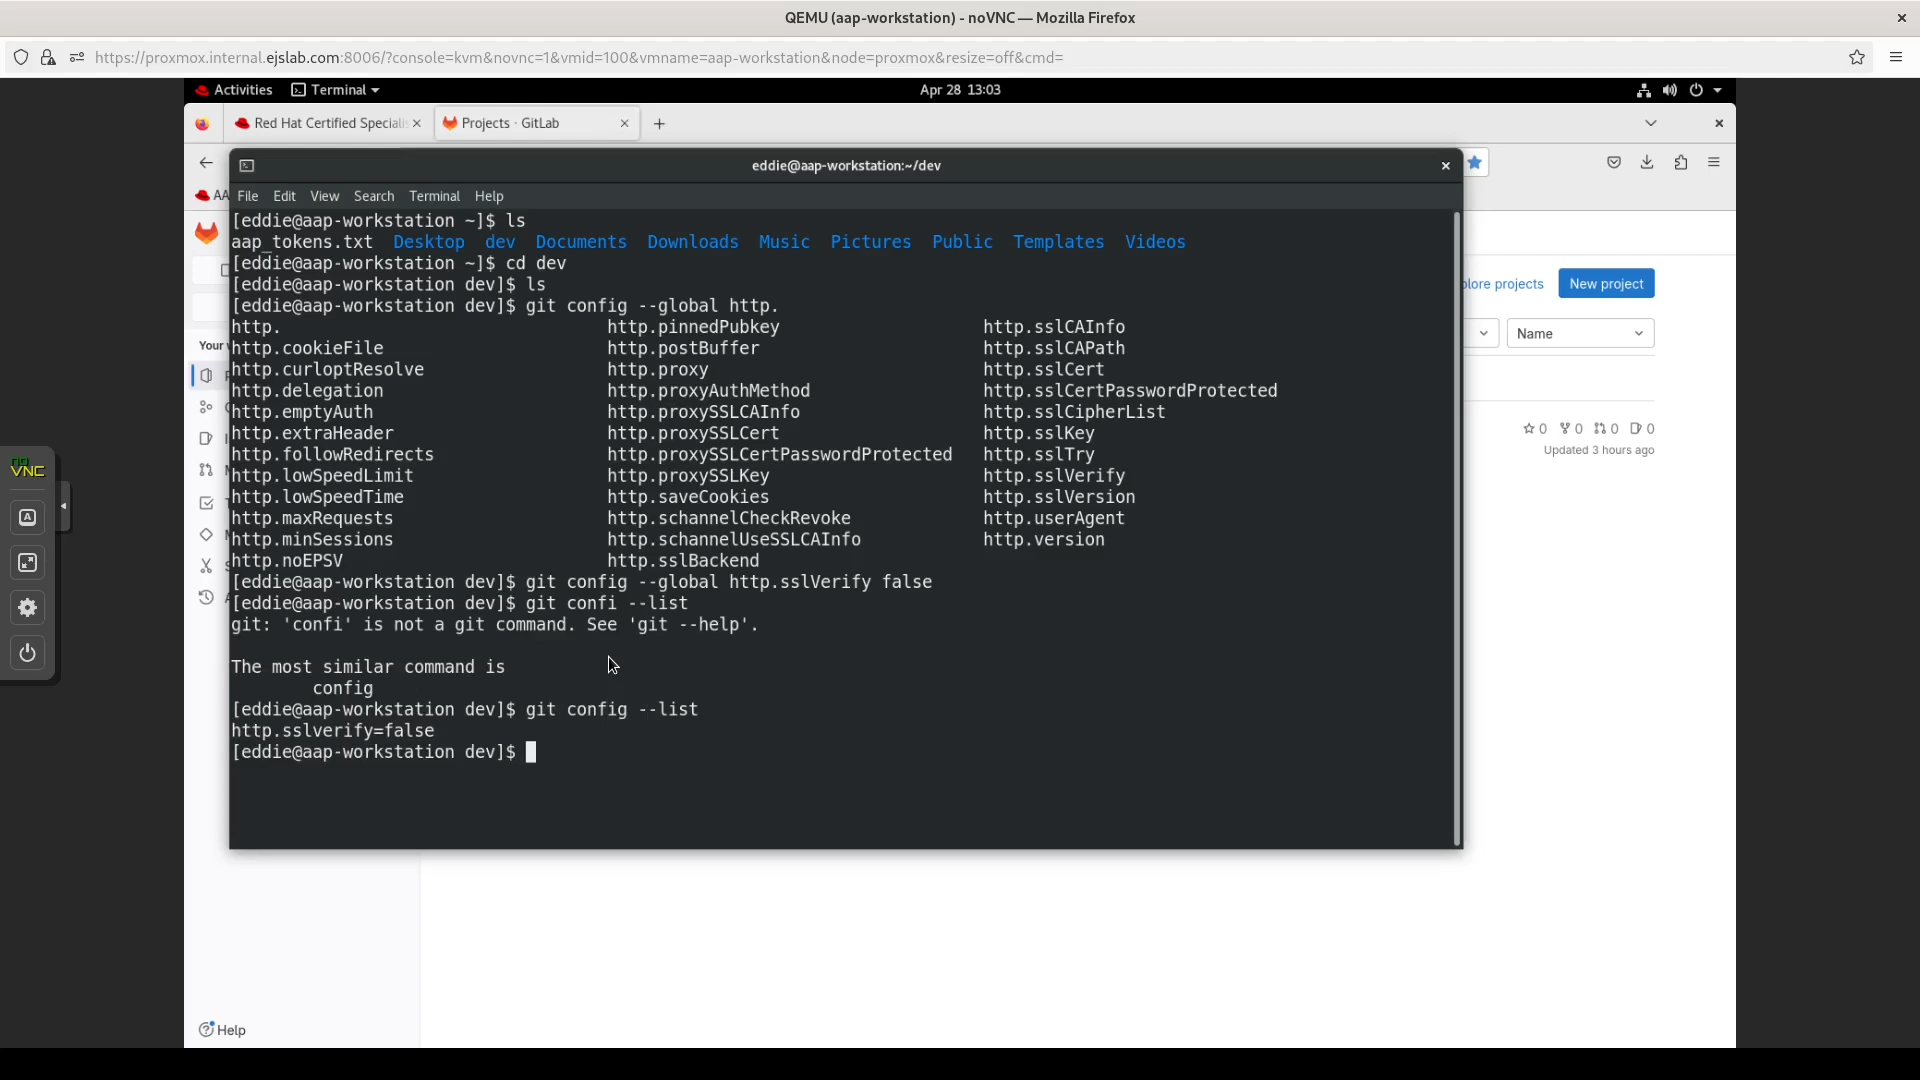 QEMU (aap-workstation) - noVNC — Mozilla Firefox
https://proxmox.internal.ejslab.com:8006/?console=kvm&novnc=1&vmid=100&vmname=aap-workstation&node=proxmox&resize=off&cmd=
Activities Terminal Apr 28 13:03
Red Hat Certified Specialis Projects · GitLab
eddie@aap-workstation:~/dev
AA
File Edit View Search Terminal Help
[eddie@aap-workstation ~]$ ls
aap_tokens.txt Desktop dev Documents Downloads Music Pictures Public Templates Videos
[eddie@aap-workstation ~]$ cd dev
[eddie@aap-workstation dev]$ ls
[eddie@aap-workstation dev]$ git config --global http.
http. http.pinnedPubkey http.sslCAInfo
http.cookieFile http.postBuffer http.sslCAPath
http.curloptResolve http.proxy http.sslCert
http.delegation http.proxyAuthMethod http.sslCertPasswordProtected
http.emptyAuth http.proxySSLCAInfo http.sslCipherList
http.extraHeader http.proxySSLCert http.sslKey
http.followRedirects http.proxySSLCertPasswordProtected http.sslTry
http.lowSpeedLimit http.proxySSLKey http.sslVerify
http.lowSpeedTime http.saveCookies http.sslVersion
http.maxRequests http.schannelCheckRevoke http.userAgent
http.minSessions http.schannelUseSSLCAInfo http.version
http.noEPSV http.sslBackend
[eddie@aap-workstation dev]$ git config --global http.sslVerify false
[eddie@aap-workstation dev]$ git confi --list
git: 'confi' is not a git command. See 'git --help'.
The most similar command is
config
[eddie@aap-workstation dev]$ git config --list
http.sslverify=false
[eddie@aap-workstation dev]$
plore projects New project
Name
Your
0 0 0 0
Updated 3 hours ago
Help
noVNC
A